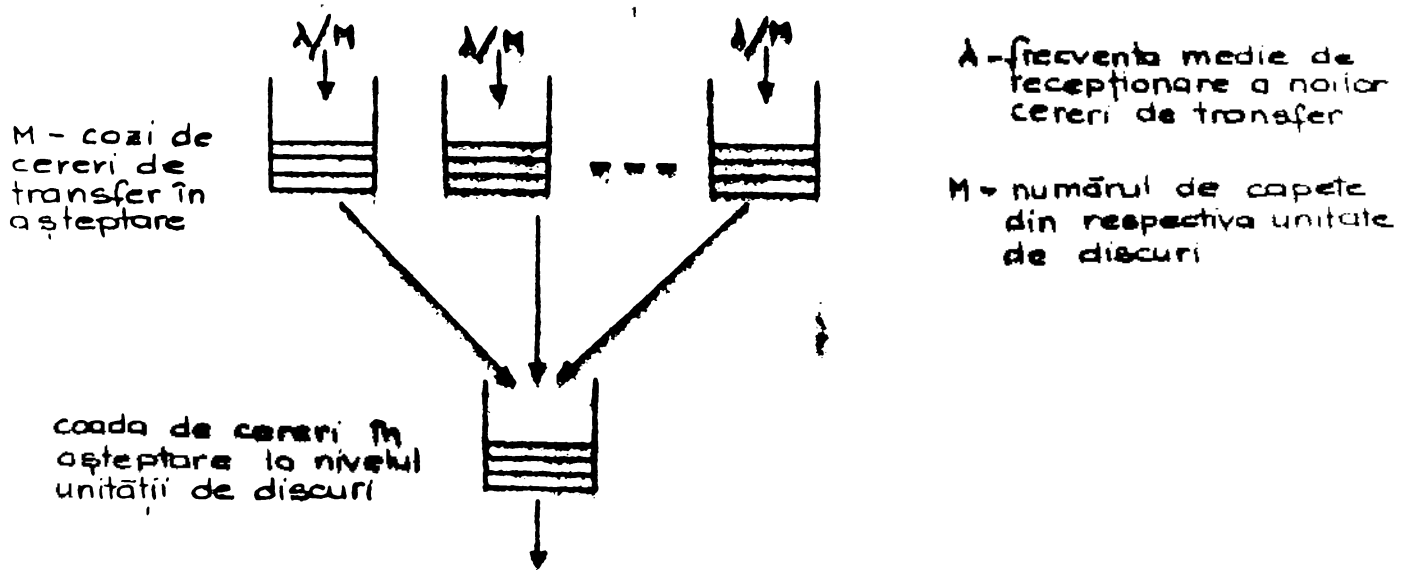 λ/M
λ/M
λ/M
M - cozi de
cereri de
transfer în
așteptare
λ - frecvența medie de
recepționare a noilor
cereri de transfer
M - numărul de capete
din respectiva unitate
de discuri
coada de cereri în
așteptare la nivelul
unității de discuri